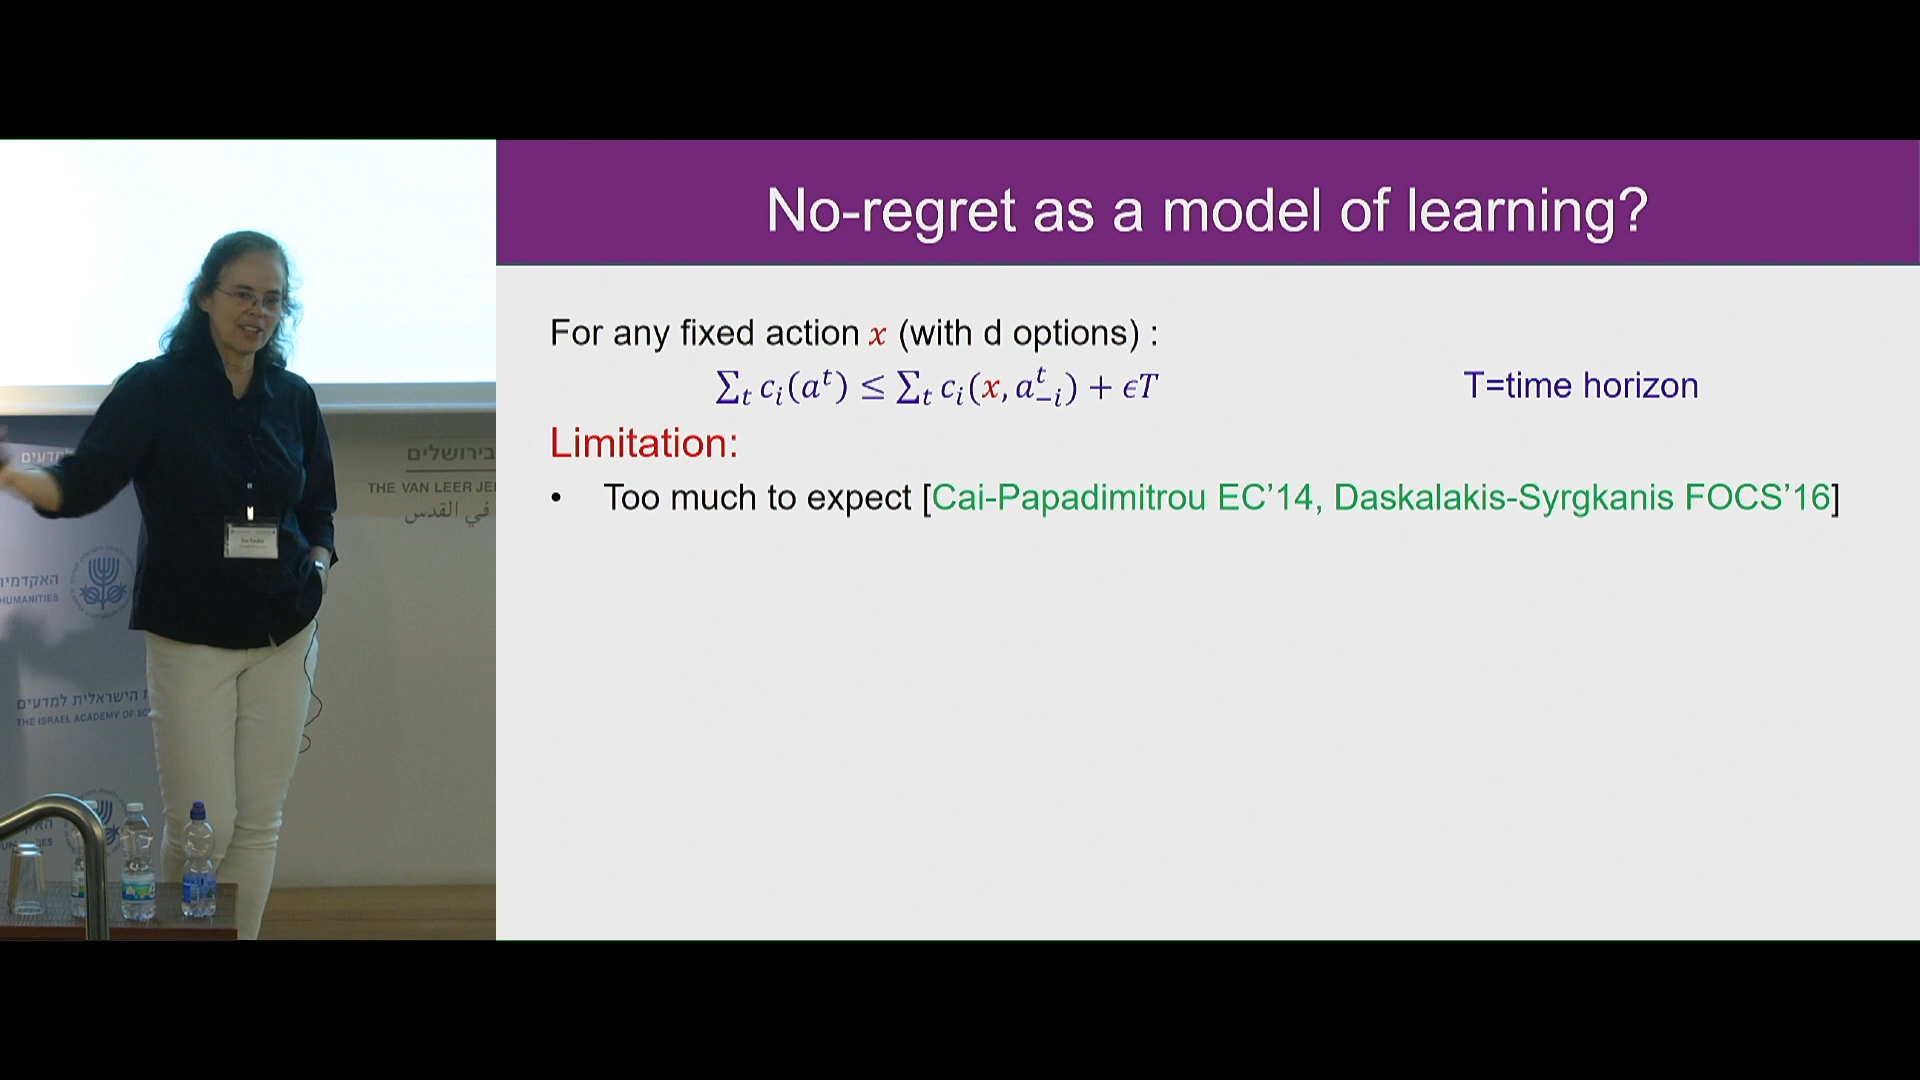 No-regret as a model of learning?
For any fixed action x (with d options) :
∑ₜ cᵢ(aᵗ) ≤ ∑ₜ cᵢ(x, aᵗ₋ᵢ) + ϵT
T=time horizon
Limitation:
• Too much to expect [Cai-Papadimitrou EC’14, Daskalakis-Syrgkanis FOCS’16]
בירושלים
THE VAN LEER JE
في القدس
HUMANITIES
ת הישראלית למדעים
THE ISRAEL ACADEMY OF SC